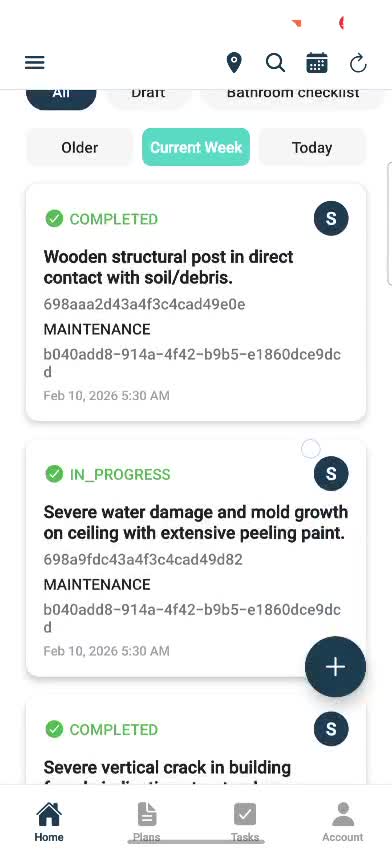 All
Draft
Bathroom checklist
Older
Current Week
Today
COMPLETED
S
Wooden structural post in direct
contact with soil/debris.
698aaa2d43a4f3c4cad49e0e
MAINTENANCE
b040add8-914a-4f42-b9b5-e1860dce9dc
d
Feb 10, 2026 5:30 AM
IN_PROGRESS
S
Severe water damage and mold growth
on ceiling with extensive peeling paint.
698a9fdc43a4f3c4cad49d82
MAINTENANCE
b040add8-914a-4f42-b9b5-e1860dce9dc
d
Feb 10, 2026 5:30 AM
COMPLETED
S
Severe vertical crack in building
Home
Plans
Tasks
Account